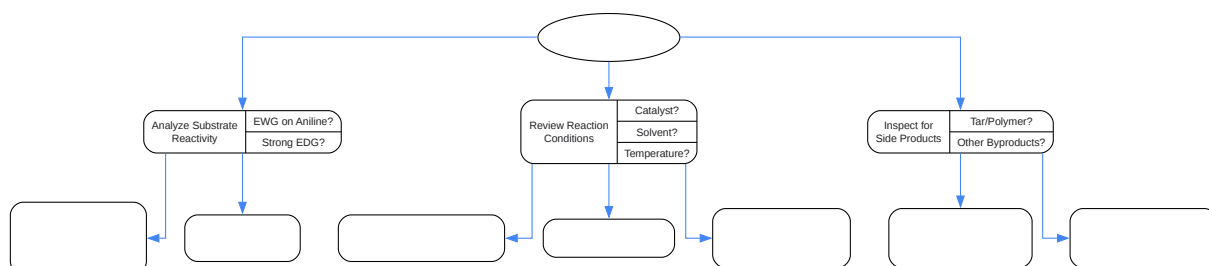 Analyze Substrate
Reactivity
EWG on Aniline?
Strong EDG?
Review Reaction
Conditions
Catalyst?
Solvent?
Temperature?
Inspect for
Side Products
Tar/Polymer?
Other Byproducts?